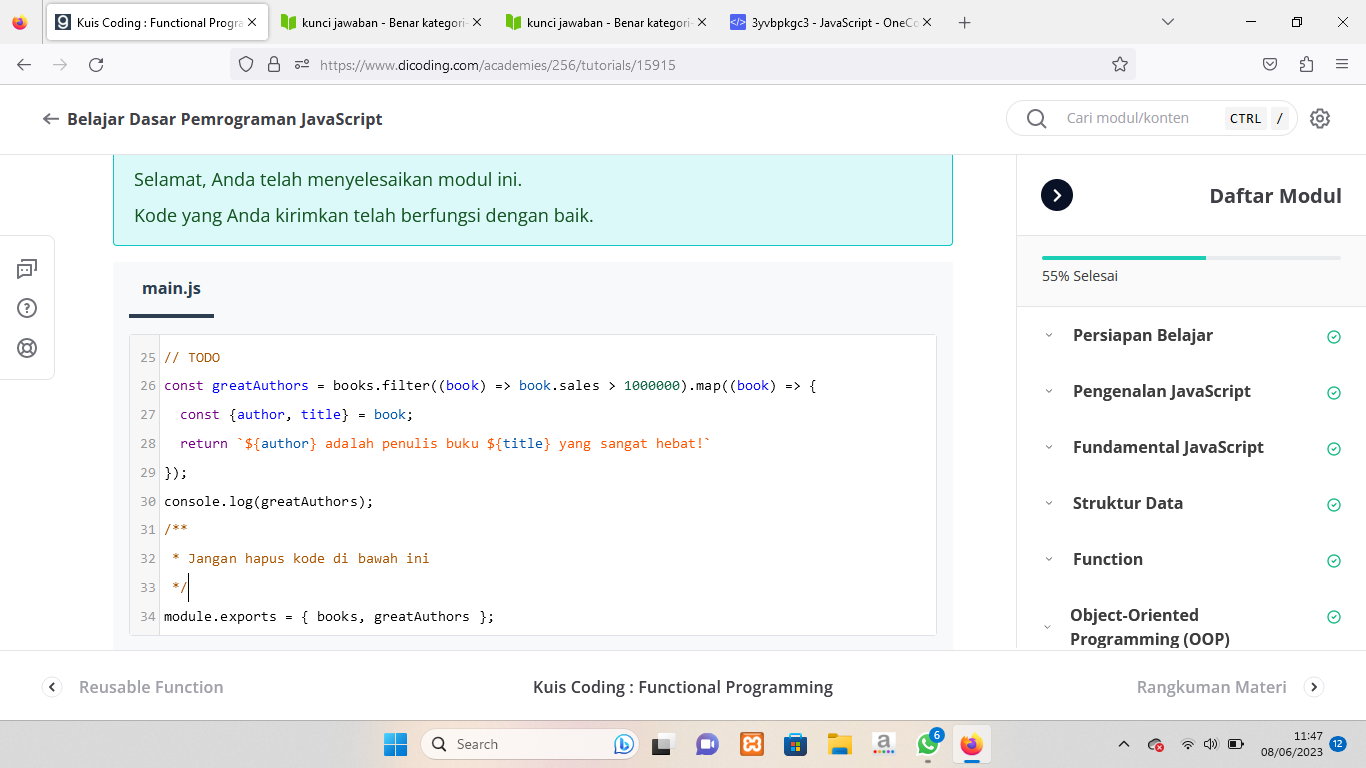 Kuis Coding : Functional Progra
kunci jawaban - Benar kategori-
kunci jawaban - Benar kategori-
3yvbpkgc3 - JavaScript - OneCo
https://www.dicoding.com/academies/256/tutorials/15915
Belajar Dasar Pemrograman JavaScript
Cari modul/konten
CTRL /
Selamat, Anda telah menyelesaikan modul ini.
Kode yang Anda kirimkan telah berfungsi dengan baik.
main.js
25 // TODO
26 const greatAuthors = books.filter((book) => book.sales > 1000000).map((book) => {
27 const {author, title} = book;
28 return `${author} adalah penulis buku ${title} yang sangat hebat!`
29 });
30 console.log(greatAuthors);
31 /**
32 * Jangan hapus kode di bawah ini
33 */
34 module.exports = { books, greatAuthors };
Daftar Modul
55% Selesai
Persiapan Belajar
Pengenalan JavaScript
Fundamental JavaScript
Struktur Data
Function
Object-Oriented
Programming (OOP)
Reusable Function
Kuis Coding : Functional Programming
Rangkuman Materi
Search
a
6
11:47
08/06/2023
12